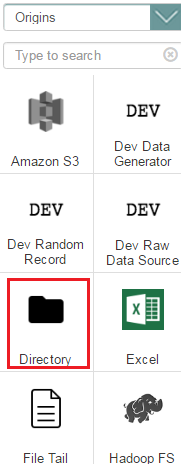 Origins
Type to search
Amazon S3
DEV
Dev Data
Generator
DEV
Dev Random
Record
DEV
Dev Raw
Data Source
Directory
Excel
File Tail
Hadoop FS